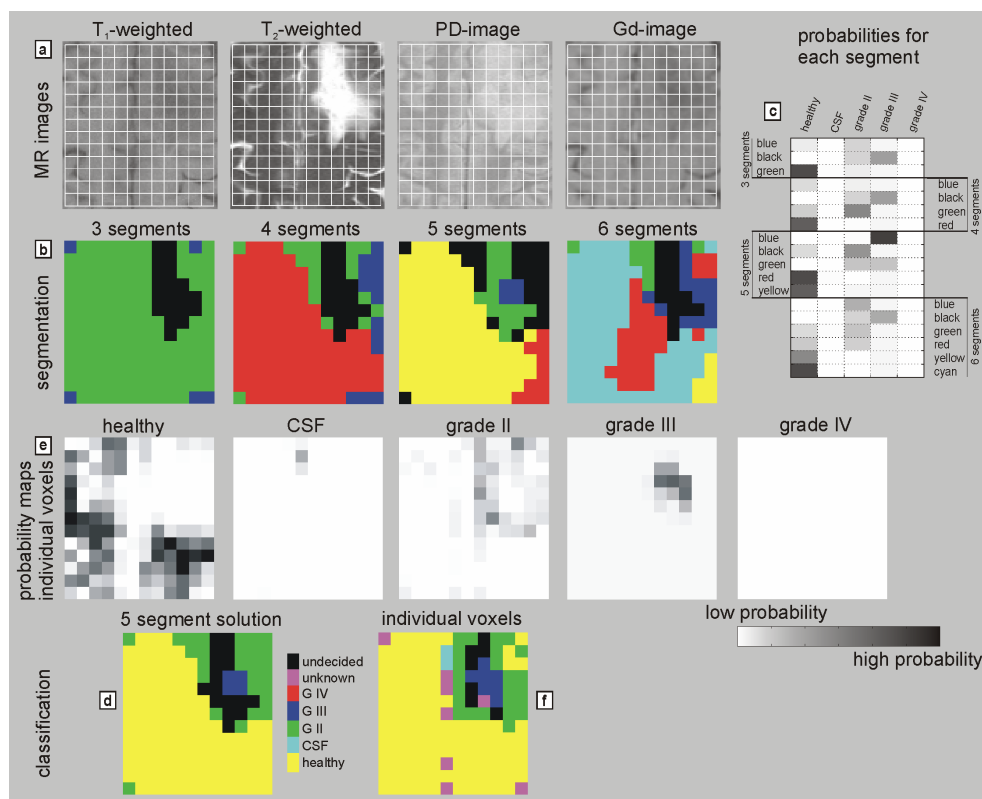 T1-weighted
T2-weighted
PD-image
Gd-image
a
MR images
probabilities for
each segment
c
healthy
CSF
grade II
grade III
grade IV
3 segments
blue
black
green
blue
black
green
red
4 segments
5 segments
blue
black
green
red
yellow
blue
black
green
red
yellow
cyan
6 segments
b
segmentation
3 segments
4 segments
5 segments
6 segments
e
probability maps
individual voxels
healthy
CSF
grade II
grade III
grade IV
low probability
high probability
classification
5 segment solution
d
undecided
unknown
G IV
G III
G II
CSF
healthy
individual voxels
f